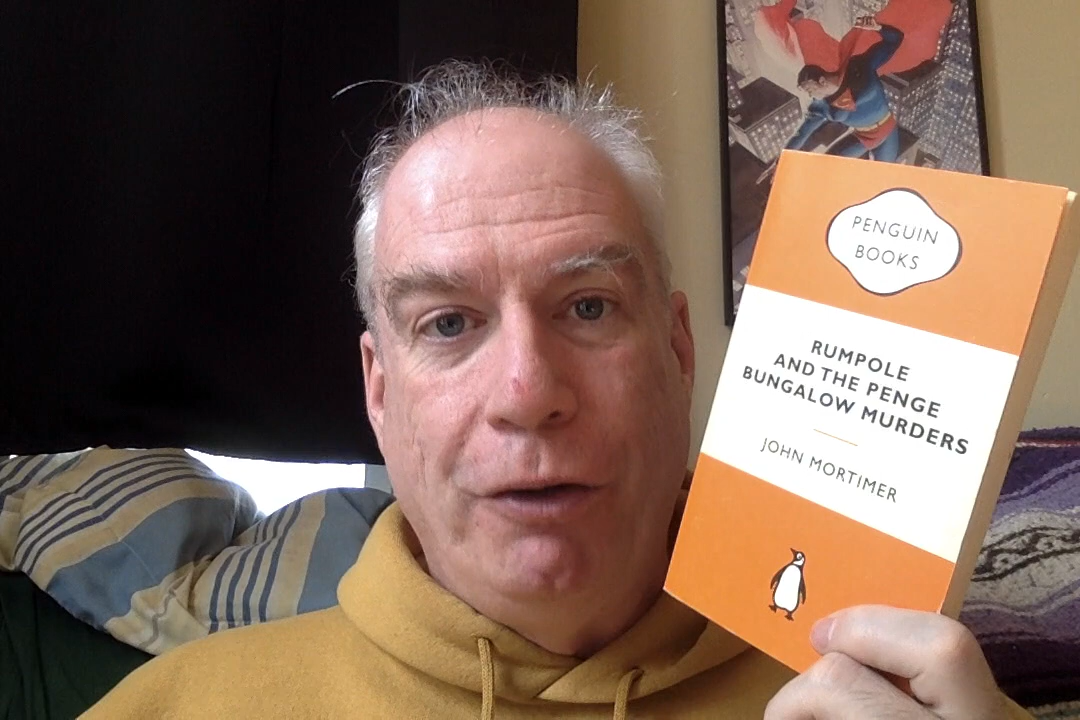 PENGUIN
BOOKS
RUMPOLE
AND THE PENGE
BUNGALOW MURDERS
JOHN MORTIMER